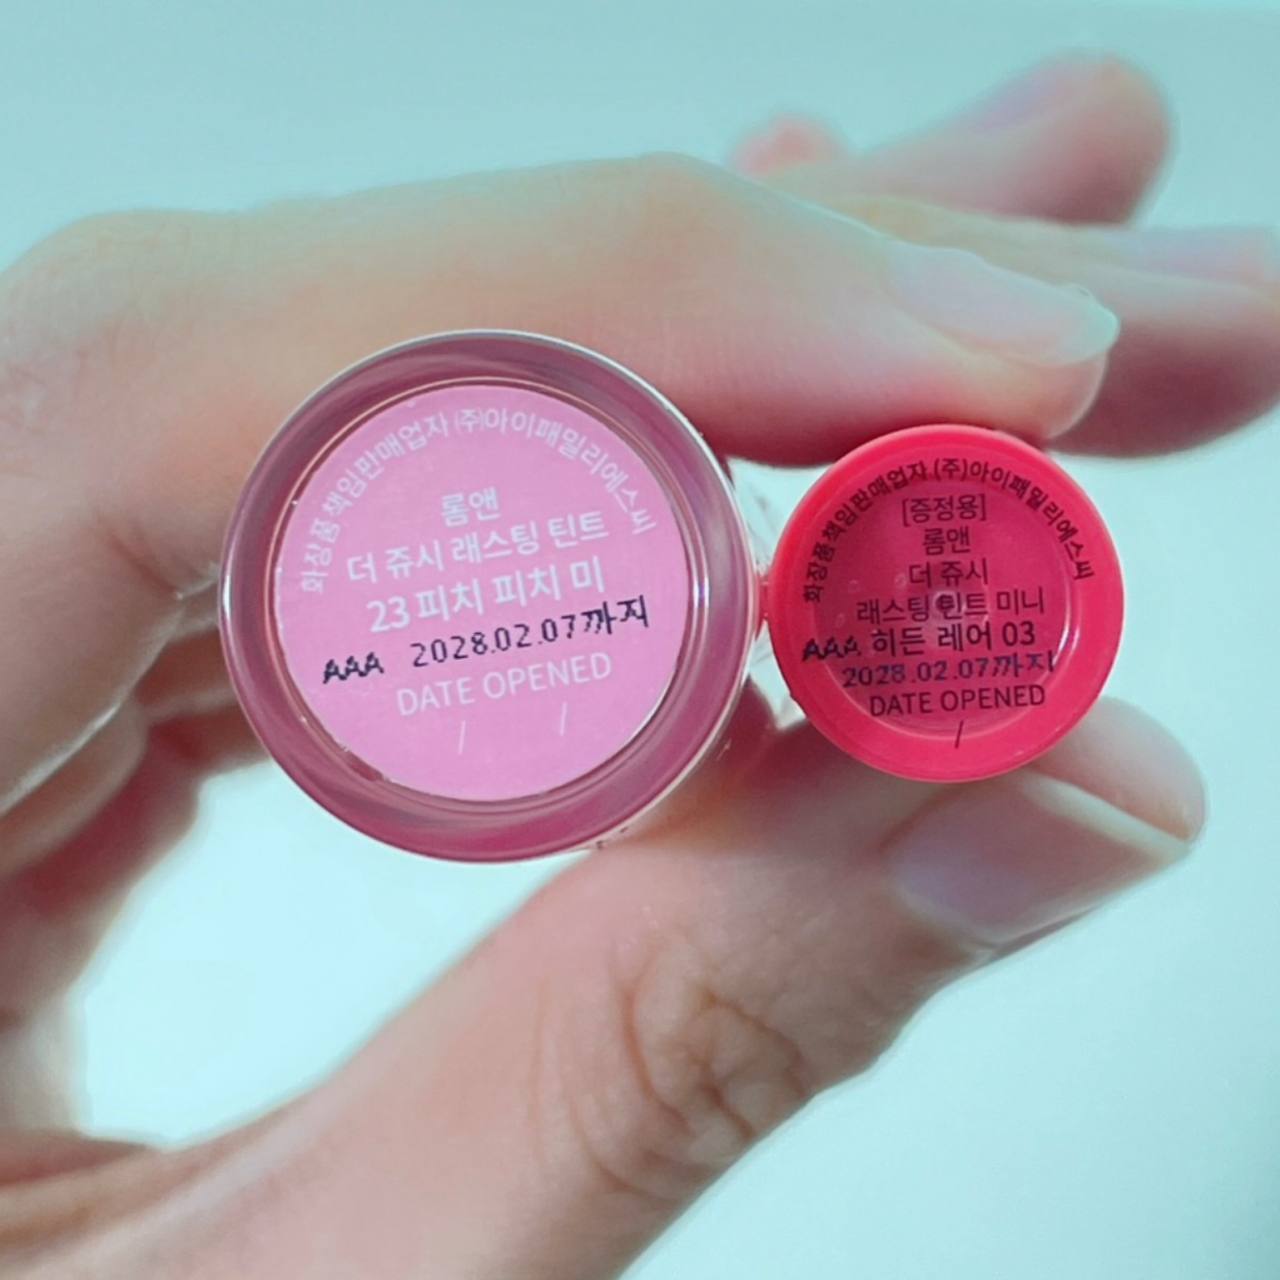 화장품책임판매업자 ㈜아이패밀리에스씨
롬앤
더 쥬시 래스팅 틴트
23 피치 피치 미
AAA 2028.02.07까지
DATE OPENED
/ /
화장품책임판매업자 (주)아이패밀리에스씨
[증정용]
롬앤
더 쥬시
래스팅 틴트 미니
AAA 히든 레어 03
2028.02.07까지
DATE OPENED
/